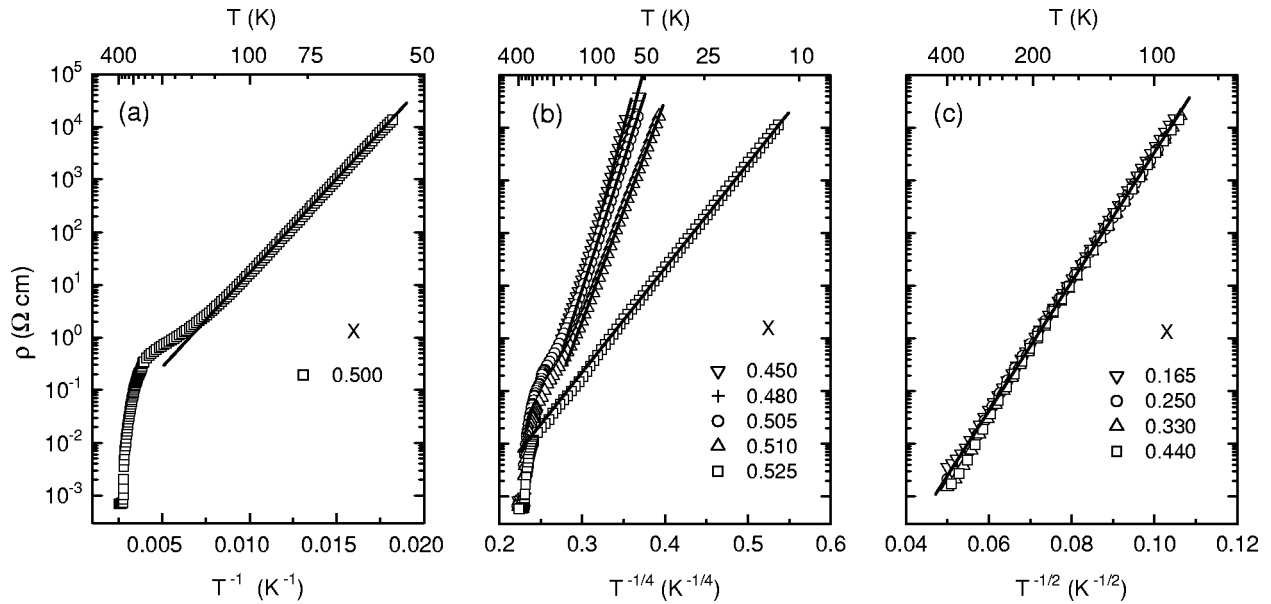 T (K)
400 100 75 50
10^5
10^4
10^3
10^2
10^1
10^0
10^-1
10^-2
10^-3
ρ (Ω cm)
(a)
X
0.500
0.005 0.010 0.015 0.020
T^-1 (K^-1)
T (K)
400 100 50 25 10
(b)
X
0.450
0.480
0.505
0.510
0.525
0.2 0.3 0.4 0.5 0.6
T^-1/4 (K^-1/4)
T (K)
400 200 100
(c)
X
0.165
0.250
0.330
0.440
0.04 0.06 0.08 0.10 0.12
T^-1/2 (K^-1/2)